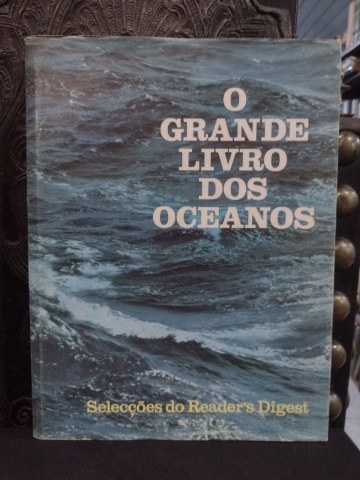 O
GRANDE
LIVRO
DOS
OCEANOS
Selecções do Reader's Digest